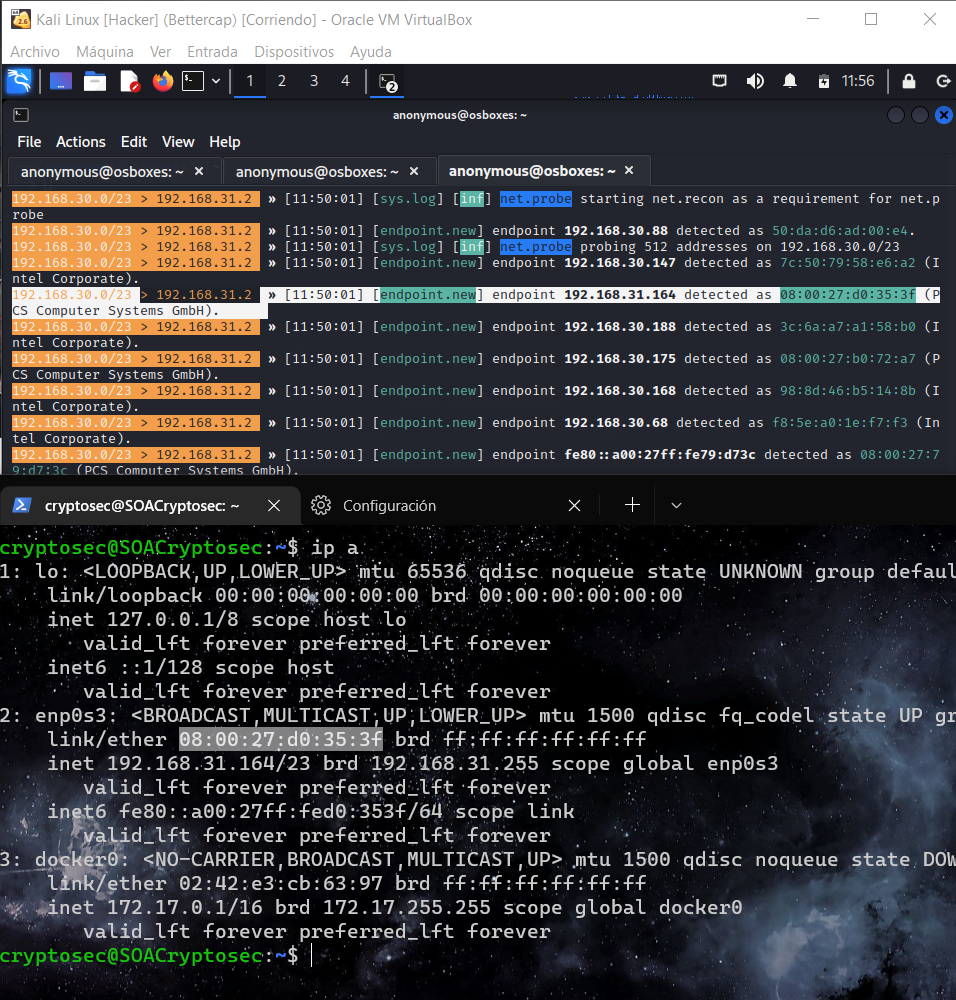 Kali Linux [Hacker] (Bettercap) [Corriendo] - Oracle VM VirtualBox
Archivo Máquina Ver Entrada Dispositivos Ayuda
1 2 3 4 2 11:56
anonymous@osboxes: ~
File Actions Edit View Help
anonymous@osboxes: ~ × anonymous@osboxes: ~ × anonymous@osboxes: ~ ×
192.168.30.0/23 > 192.168.31.2 » [11:50:01] [sys.log] [inf] net.probe starting net.recon as a requirement for net.p
robe
192.168.30.0/23 > 192.168.31.2 » [11:50:01] [endpoint.new] endpoint 192.168.30.88 detected as 50:da:d6:ad:00:e4.
192.168.30.0/23 > 192.168.31.2 » [11:50:01] [sys.log] [inf] net.probe probing 512 addresses on 192.168.30.0/23
192.168.30.0/23 > 192.168.31.2 » [11:50:01] [endpoint.new] endpoint 192.168.30.147 detected as 7c:50:79:58:e6:a2 (I
ntel Corporate).
192.168.30.0/23 > 192.168.31.2 » [11:50:01] [endpoint.new] endpoint 192.168.31.164 detected as 08:00:27:d0:35:3f (P
CS Computer Systems GmbH).
192.168.30.0/23 > 192.168.31.2 » [11:50:01] [endpoint.new] endpoint 192.168.30.188 detected as 3c:6a:a7:a1:58:b0 (I
ntel Corporate).
192.168.30.0/23 > 192.168.31.2 » [11:50:01] [endpoint.new] endpoint 192.168.30.175 detected as 08:00:27:b0:72:a7 (P
CS Computer Systems GmbH).
192.168.30.0/23 > 192.168.31.2 » [11:50:01] [endpoint.new] endpoint 192.168.30.168 detected as 98:8d:46:b5:14:8b (I
ntel Corporate).
192.168.30.0/23 > 192.168.31.2 » [11:50:01] [endpoint.new] endpoint 192.168.30.68 detected as f8:5e:a0:1e:f7:f3 (In
tel Corporate).
192.168.30.0/23 > 192.168.31.2 » [11:50:01] [endpoint.new] endpoint fe80::a00:27ff:fe79:d73c detected as 08:00:27:7
9:d7:3c (PCS Computer Systems GmbH).
cryptosec@SOACryptosec: ~ Configuración
cryptosec@SOACryptosec:~$ ip a
1: lo: <LOOPBACK,UP,LOWER_UP> mtu 65536 qdisc noqueue state UNKNOWN group defaul
link/loopback 00:00:00:00:00:00 brd 00:00:00:00:00:00
inet 127.0.0.1/8 scope host lo
valid_lft forever preferred_lft forever
inet6 ::1/128 scope host
valid_lft forever preferred_lft forever
2: enp0s3: <BROADCAST,MULTICAST,UP,LOWER_UP> mtu 1500 qdisc fq_codel state UP gr
link/ether 08:00:27:d0:35:3f brd ff:ff:ff:ff:ff:ff
inet 192.168.31.164/23 brd 192.168.31.255 scope global enp0s3
valid_lft forever preferred_lft forever
inet6 fe80::a00:27ff:fed0:353f/64 scope link
valid_lft forever preferred_lft forever
3: docker0: <NO-CARRIER,BROADCAST,MULTICAST,UP> mtu 1500 qdisc noqueue state DOW
link/ether 02:42:e3:cb:63:97 brd ff:ff:ff:ff:ff:ff
inet 172.17.0.1/16 brd 172.17.255.255 scope global docker0
valid_lft forever preferred_lft forever
cryptosec@SOACryptosec:~$